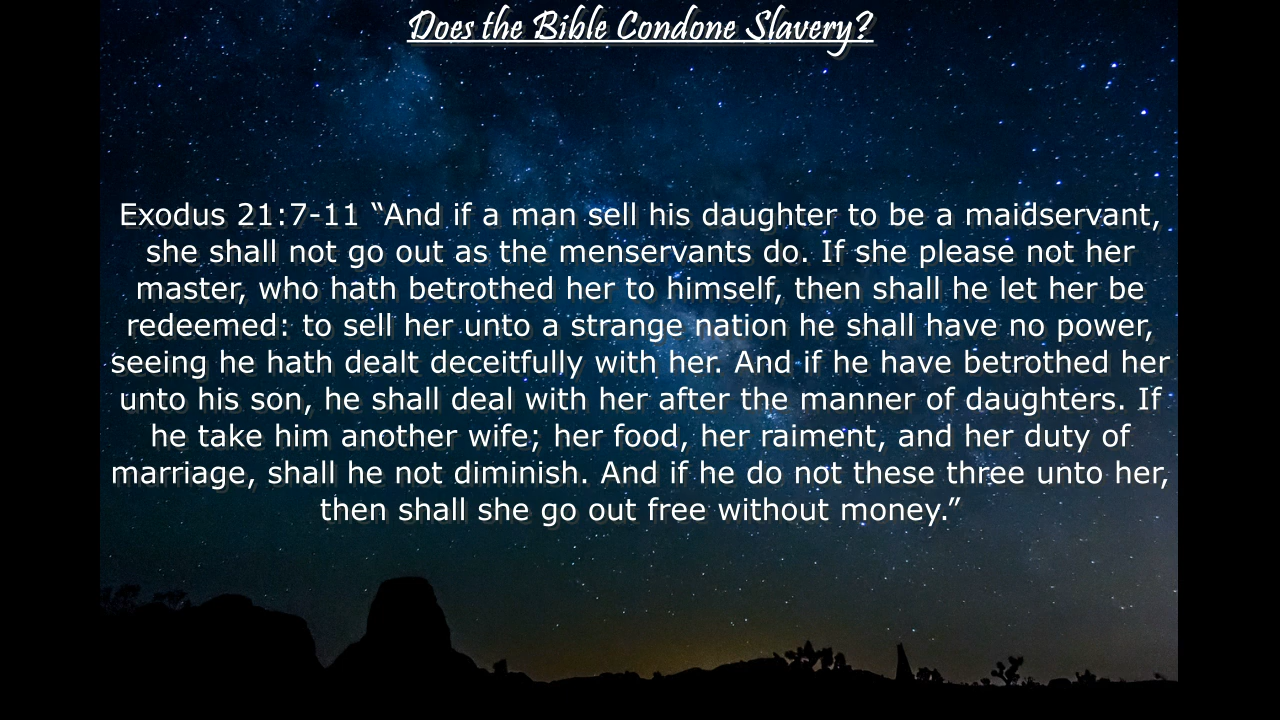 Does the Bible Condone Slavery?
Exodus 21:7-11 “And if a man sell his daughter to be a maidservant,
she shall not go out as the menservants do. If she please not her
master, who hath betrothed her to himself, then shall he let her be
redeemed: to sell her unto a strange nation he shall have no power,
seeing he hath dealt deceitfully with her. And if he have betrothed her
unto his son, he shall deal with her after the manner of daughters. If
he take him another wife; her food, her raiment, and her duty of
marriage, shall he not diminish. And if he do not these three unto her,
then shall she go out free without money.”